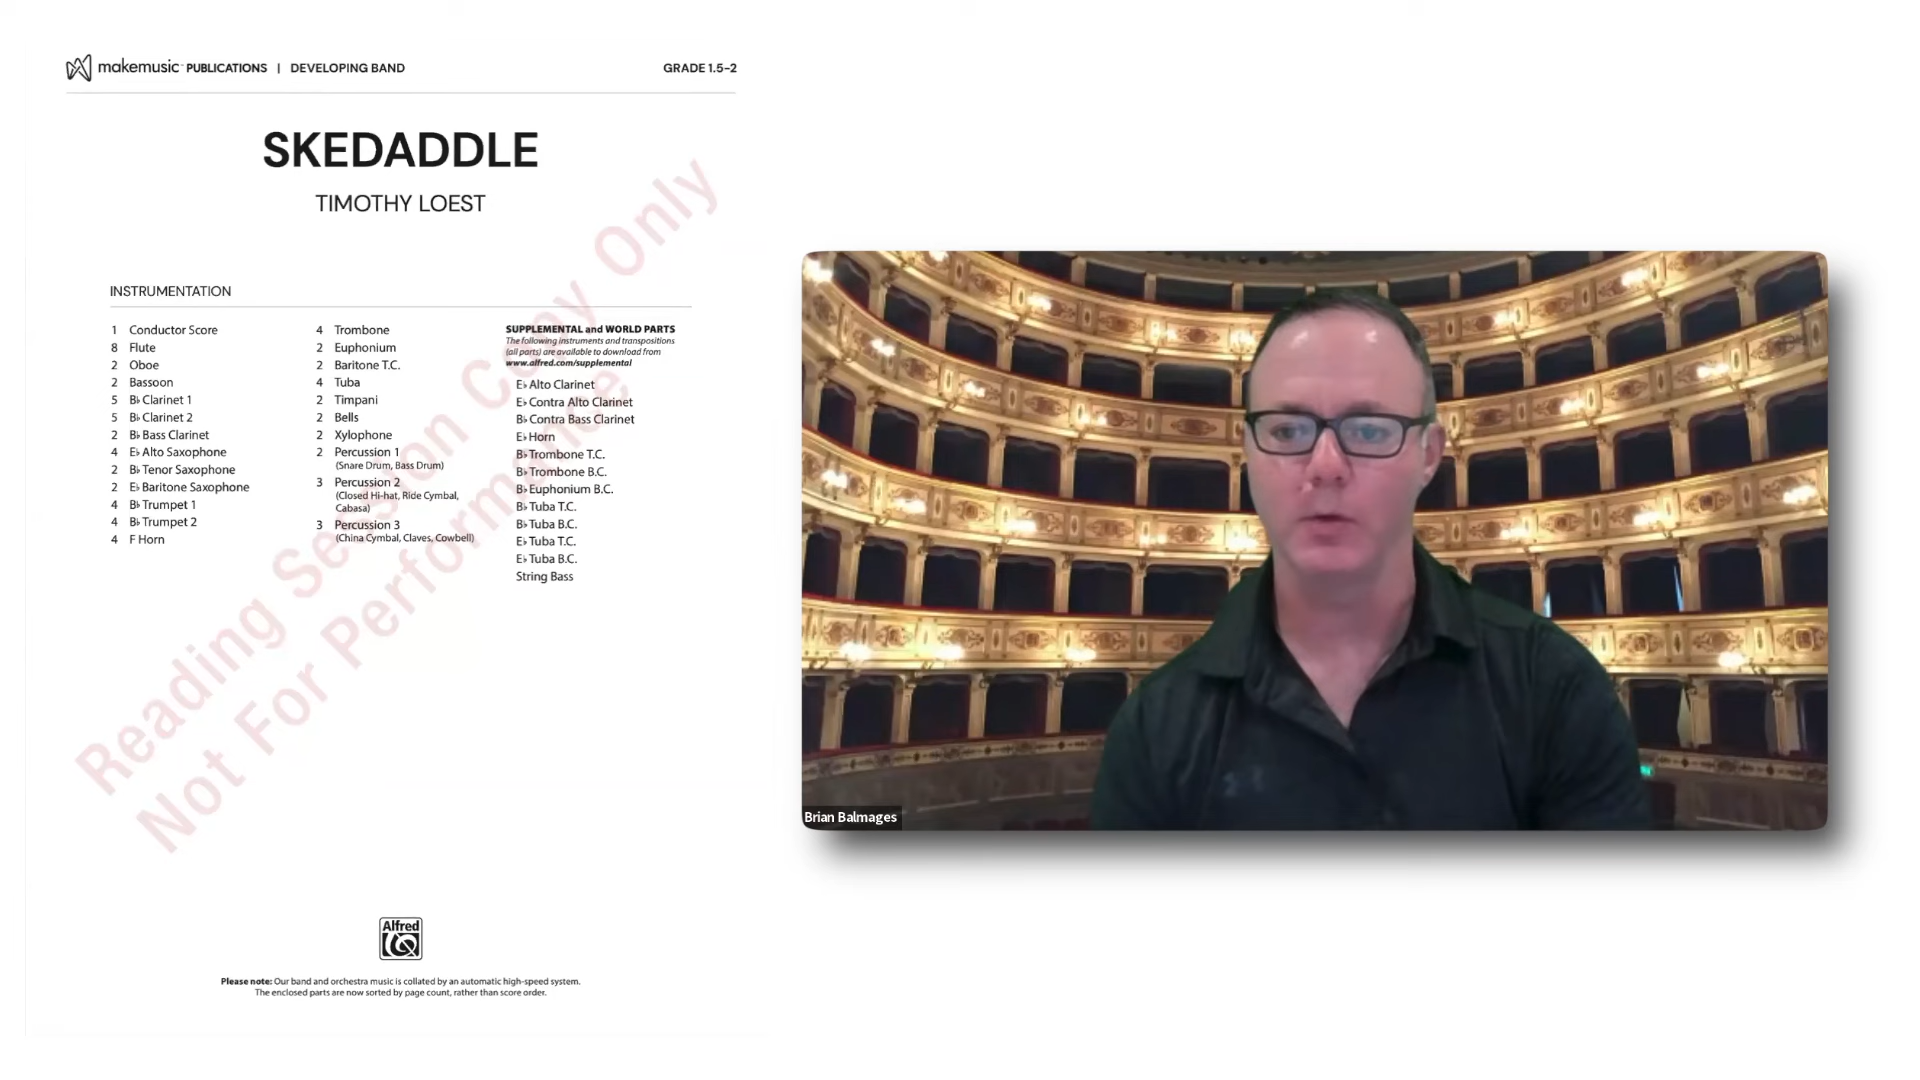 makemusic PUBLICATIONS | DEVELOPING BAND
GRADE 1.5–2
SKEDADDLE
TIMOTHY LOEST
INSTRUMENTATION
1 Conductor Score
8 Flute
2 Oboe
2 Bassoon
5 B♭ Clarinet 1
5 B♭ Clarinet 2
2 B♭ Bass Clarinet
4 E♭ Alto Saxophone
2 B♭ Tenor Saxophone
2 E♭ Baritone Saxophone
4 B♭ Trumpet 1
4 B♭ Trumpet 2
4 F Horn
4 Trombone
2 Euphonium
2 Baritone T.C.
4 Tuba
2 Timpani
2 Bells
2 Xylophone
2 Percussion 1
(Snare Drum, Bass Drum)
3 Percussion 2
(Closed Hi-hat, Ride Cymbal,
Cabasa)
3 Percussion 3
(China Cymbal, Claves, Cowbell)
SUPPLEMENTAL and WORLD PARTS
The following instruments and transpositions
(all parts) are available to download from
www.alfred.com/supplemental
E♭ Alto Clarinet
E♭ Contra Alto Clarinet
B♭ Contra Bass Clarinet
E♭ Horn
B♭ Trombone T.C.
B♭ Trombone B.C.
B♭ Euphonium B.C.
B♭ Tuba T.C.
B♭ Tuba B.C.
E♭ Tuba T.C.
E♭ Tuba B.C.
String Bass
Reading Session Copy Only
Not For Performance
Alfred
Please note: Our band and orchestra music is collated by an automatic high-speed system.
The enclosed parts are now sorted by page count, rather than score order.
Brian Balmages